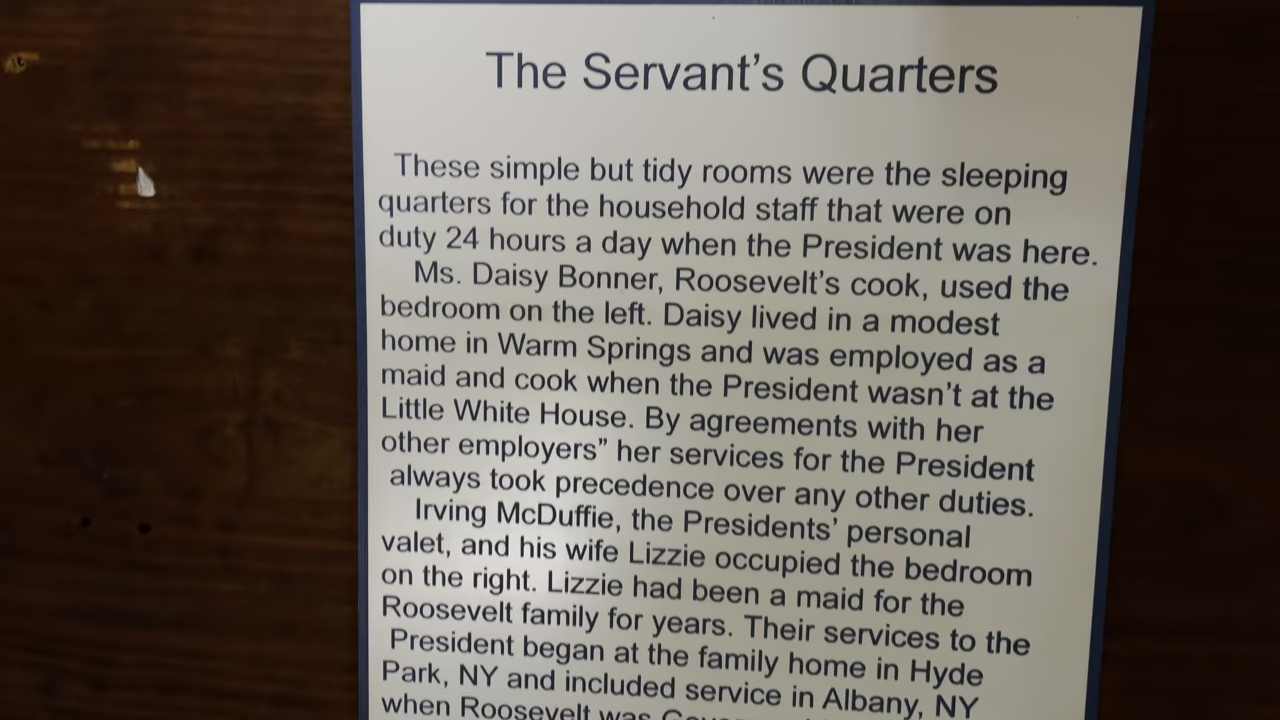 The Servant's Quarters
These simple but tidy rooms were the sleeping
quarters for the household staff that were on
duty 24 hours a day when the President was here.
Ms. Daisy Bonner, Roosevelt's cook, used the
bedroom on the left. Daisy lived in a modest
home in Warm Springs and was employed as a
maid and cook when the President wasn't at the
Little White House. By agreements with her
other employers” her services for the President
always took precedence over any other duties.
Irving McDuffie, the Presidents' personal
valet, and his wife Lizzie occupied the bedroom
on the right. Lizzie had been a maid for the
Roosevelt family for years. Their services to the
President began at the family home in Hyde
Park, NY and included service in Albany, NY
when Roosevelt was